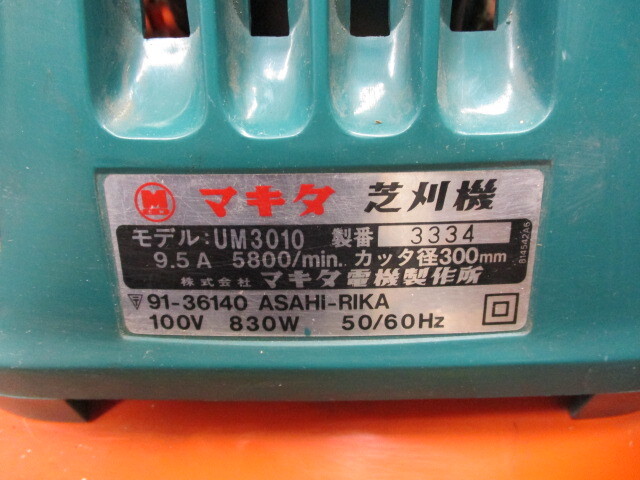 M マキタ 芝刈機
モデル:UM3010 製番 3334
9.5A 5800/min. カッタ径300mm
株式会社 マキタ電機製作所
〒91-36140 ASAHI-RIKA
100V 830W 50/60Hz
814542A6